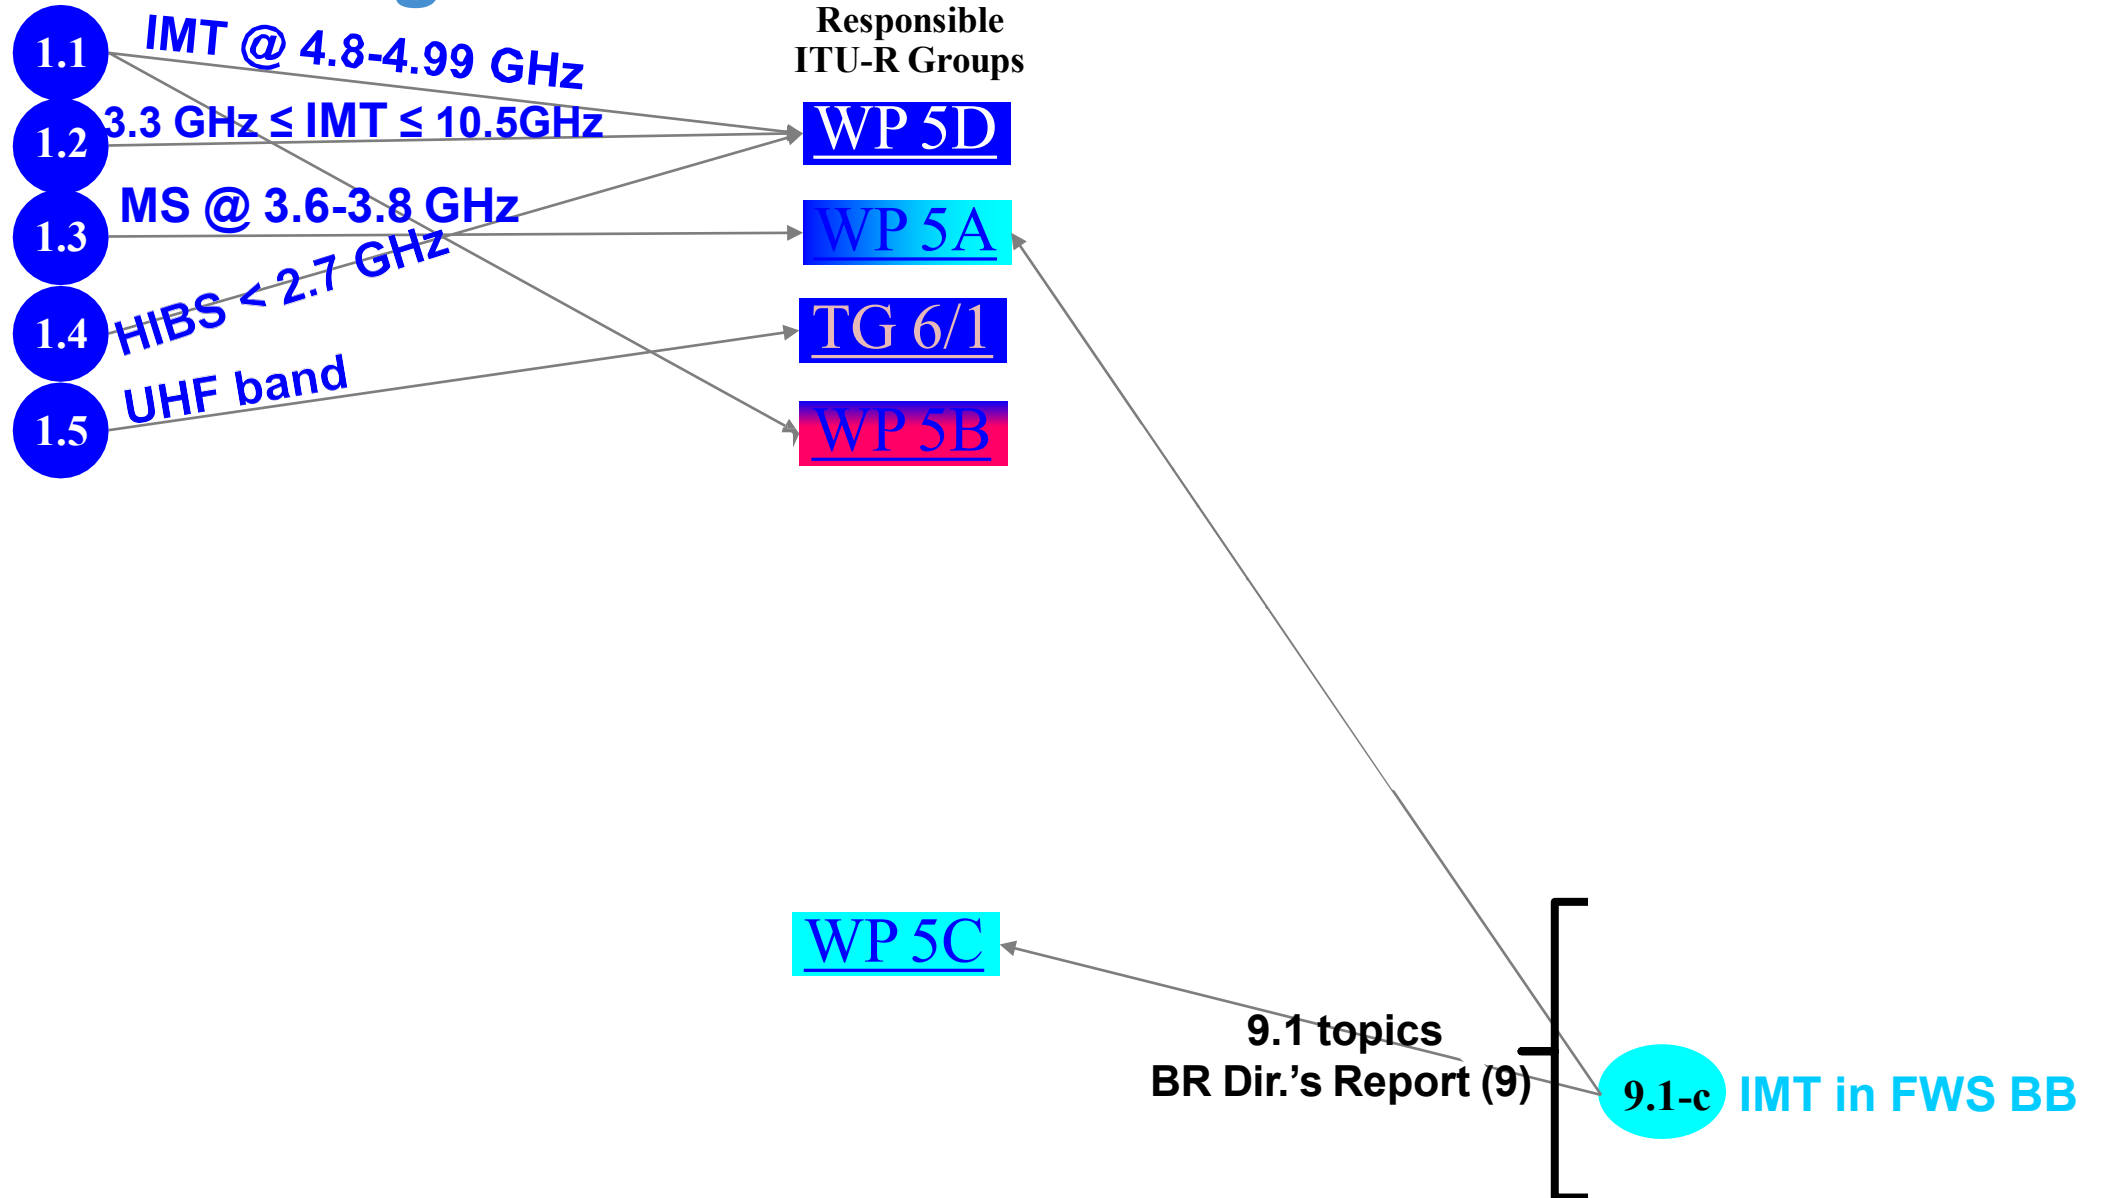 Responsible
ITU-R Groups
1.1
IMT @ 4.8-4.99 GHz
1.2
3.3 GHz ≤ IMT ≤ 10.5GHz
WP 5D
1.3
MS @ 3.6-3.8 GHz
WP 5A
1.4
HIBS < 2.7 GHz
TG 6/1
1.5
UHF band
WP 5B
WP 5C
9.1 topics
BR Dir.’s Report (9)
9.1-c
IMT in FWS BB